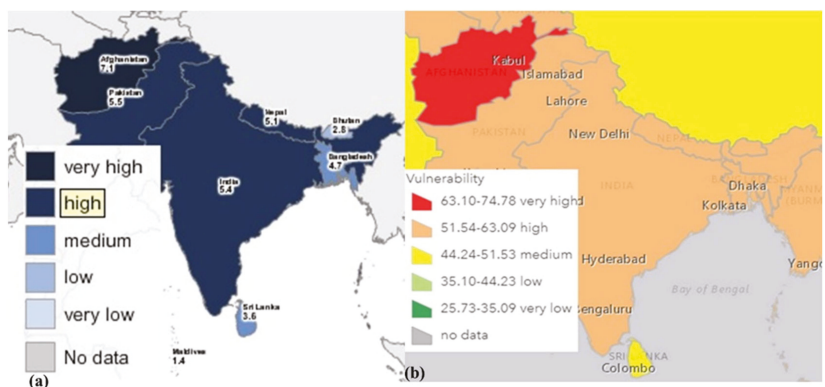 Afghanistan
7.1
Pakistan
5.5
Nepal
5.1
Bhutan
2.8
Bangladesh
4.7
India
5.4
Sri Lanka
3.6
Maldives
1.4
very high
high
medium
low
very low
No data
(a)
Kabul
AFGHANISTAN
Islamabad
Lahore
PAKISTAN
New Delhi
NEPAL
INDIA
Dhaka
Kolkata
(BURM
Hyderabad
Yango
Bay of Bengal
engaluru
SRI LANKA
Colombo
Vulnerability
63.10-74.78 very high
51.54-63.09 high
44.24-51.53 medium
35.10-44.23 low
25.73-35.09 very low
no data
(b)